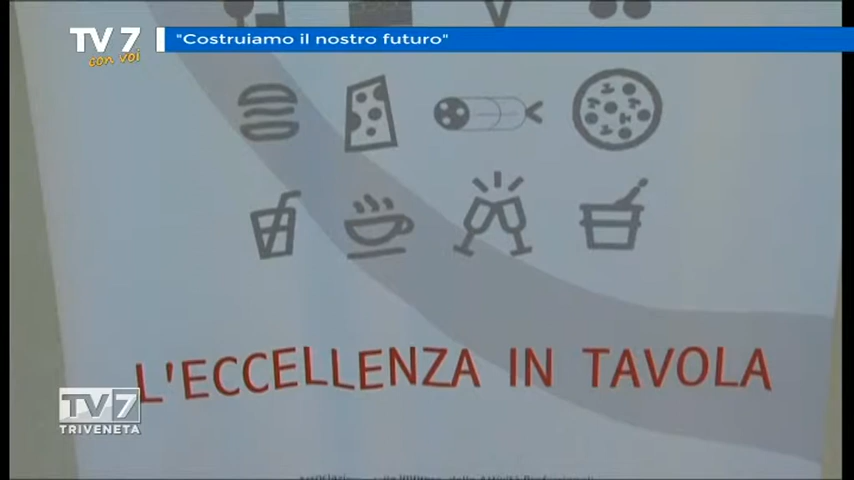 TV7
con voi
"Costruiamo il nostro futuro"
L'ECCELLENZA IN TAVOLA
TV7
TRIVENETA